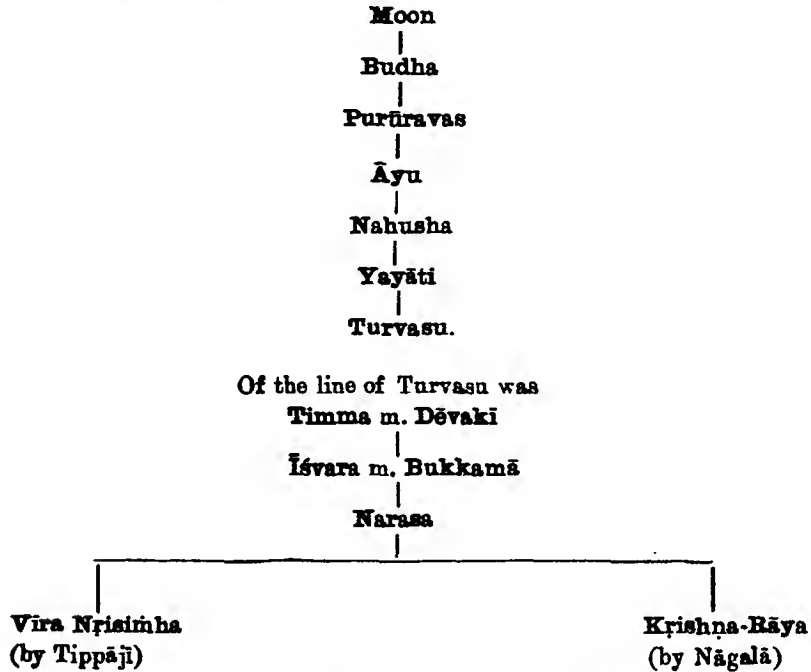 Moon
Budha
Purūravas
Āyu
Nahusha
Yayāti
Turvasu.
Of the line of Turvasu was
Timma m. Dēvakī
Īśvara m. Bukkamā
Narasa
Vīra Nṛisiṁha Kṛishṇa-Rāya
(by Tippājī) (by Nāgalā)